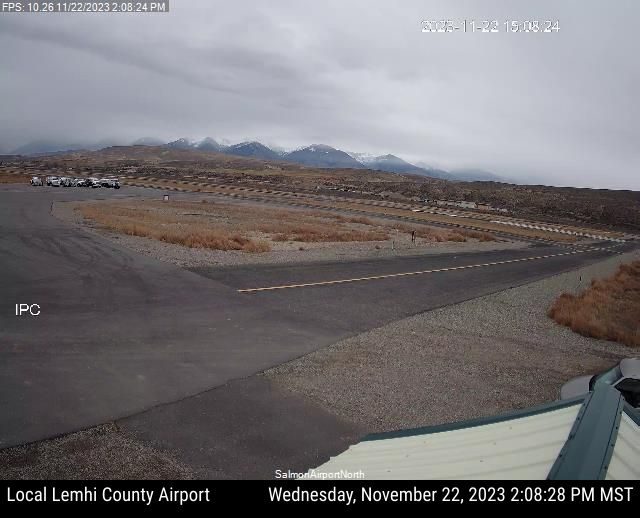 FPS: 10.26 11/22/2023 2:08:24 PM
2023-11-22 15:08:24
IPC
SalmonAirportNorth
Local Lemhi County Airport
Wednesday, November 22, 2023 2:08:28 PM MST